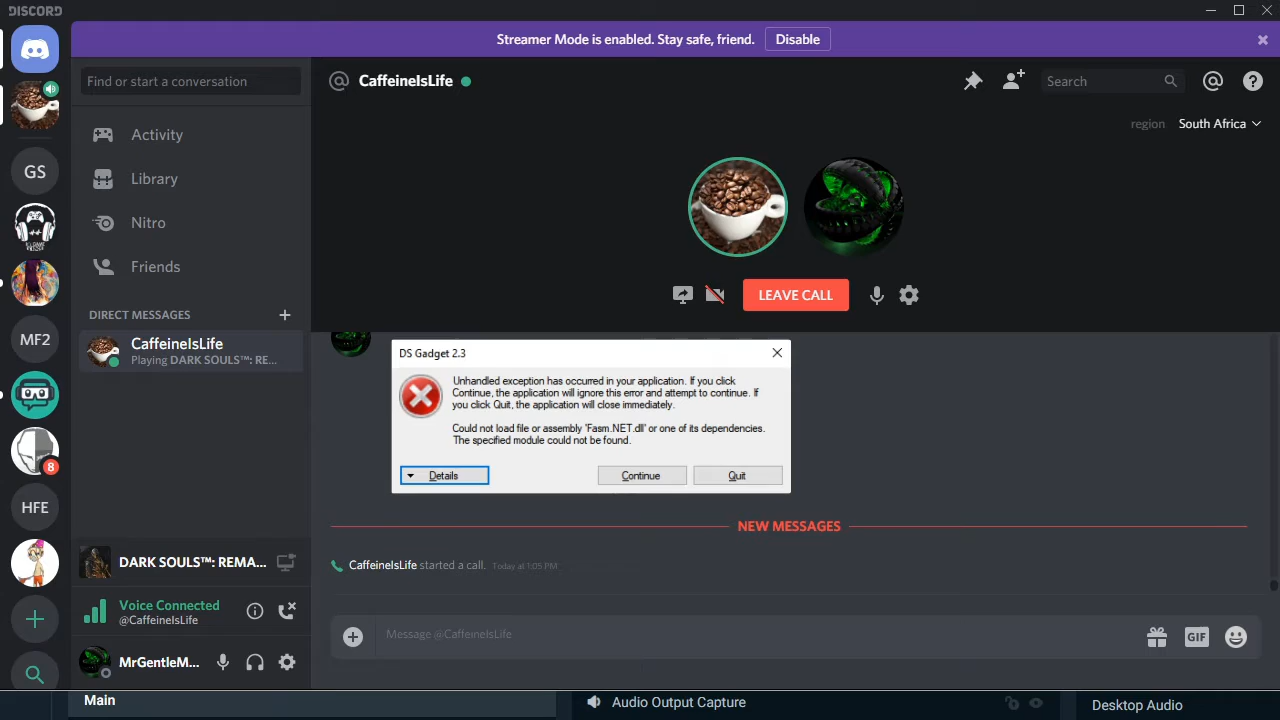 DISCORD
Streamer Mode is enabled. Stay safe, friend.
Disable
Find or start a conversation
CaffeineIsLife
Search
region
South Africa
GS
Activity
Library
Nitro
Friends
LEAVE CALL
DIRECT MESSAGES
MF2
CaffeineIsLife
Playing DARK SOULS™: RE...
DS Gadget 2.3
Unhandled exception has occurred in your application. If you click
Continue, the application will ignore this error and attempt to continue. If
you click Quit, the application will close immediately.
Could not load file or assembly 'Fasm.NET.dll' or one of its dependencies.
The specified module could not be found.
Details
Continue
Quit
8
HFE
NEW MESSAGES
CaffeineIsLife started a call. Today at 1:05 PM
DARK SOULS™: REMA...
Voice Connected
@CaffeineIsLife
Message @CaffeineIsLife
GIF
MrGentleM...
Main
Audio Output Capture
Desktop Audio